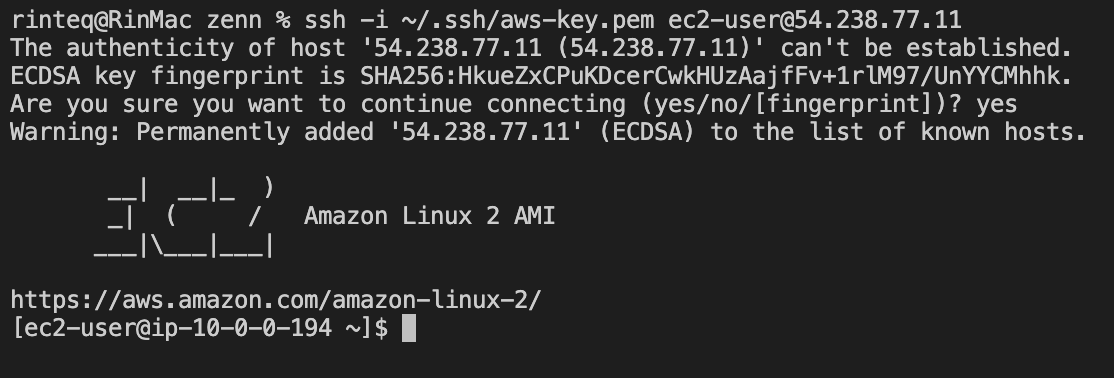 rinteq@RinMac zenn % ssh -i ~/.ssh/aws-key.pem ec2-user@54.238.77.11
The authenticity of host '54.238.77.11 (54.238.77.11)' can't be established.
ECDSA key fingerprint is SHA256:HkueZxCPuKDcerCwkHUzAajfFv+1rlM97/UnYYCMhhk.
Are you sure you want to continue connecting (yes/no/[fingerprint])? yes
Warning: Permanently added '54.238.77.11' (ECDSA) to the list of known hosts.

       __|  __|_  )
       _|  (     /   Amazon Linux 2 AMI
      ___|\___|___|

https://aws.amazon.com/amazon-linux-2/
[ec2-user@ip-10-0-0-194 ~]$